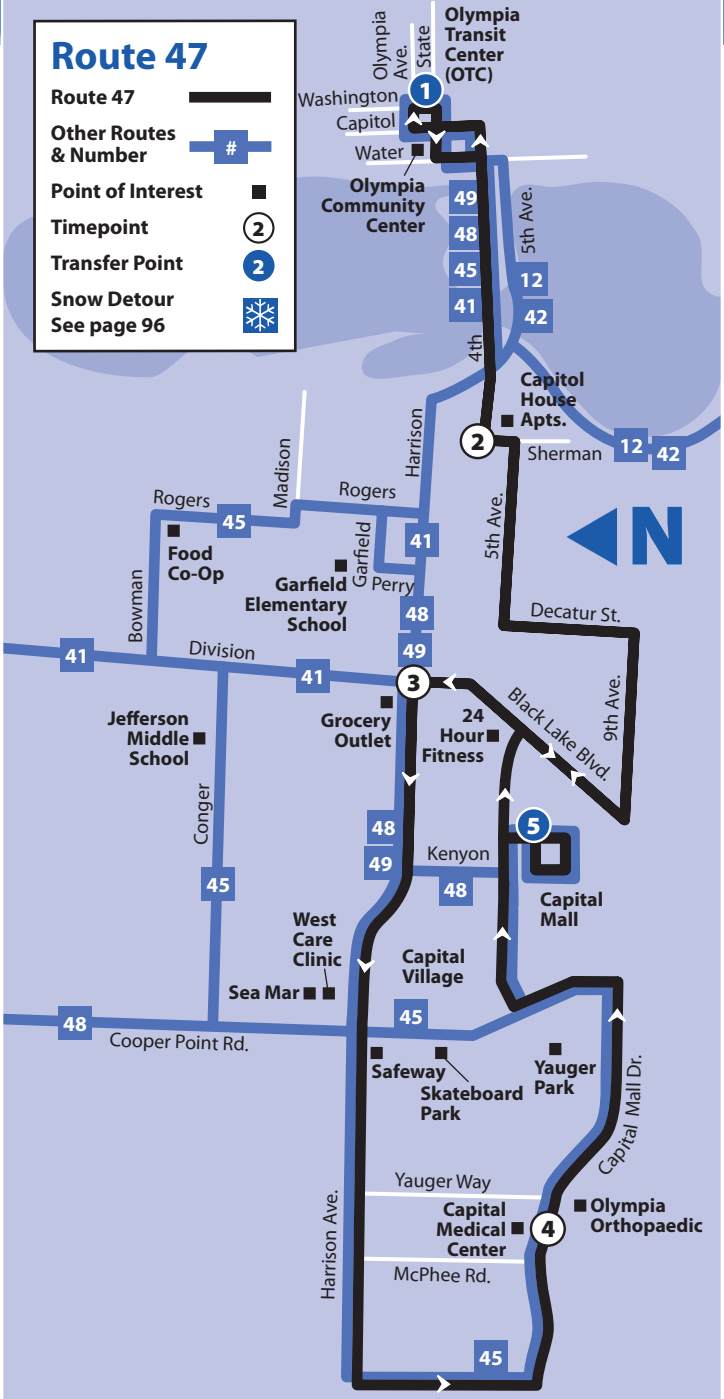 Route 47
Route 47
Other Routes
& Number
#
Point of Interest
Timepoint
2
Transfer Point
2
Snow Detour
See page 96
Olympia
Ave.
State
Olympia
Transit
Center
(OTC)
1
Washington
Capitol
Water
Olympia
Community
Center
49
48
45
41
5th Ave.
12
42
4th
Capitol
House
Apts.
2
Sherman
12
42
Harrison
Madison
Rogers
Rogers
45
Food
Co-Op
Garfield
41
Perry
Garfield
Elementary
School
5th Ave.
N
Bowman
48
49
Decatur St.
41
Division
41
3
Grocery
Outlet
24
Hour
Fitness
Black Lake Blvd.
9th Ave.
Jefferson
Middle
School
Conger
48
49
Kenyon
48
5
Capital
Mall
45
West
Care
Clinic
Sea Mar
Capital
Village
48
Cooper Point Rd.
45
Safeway
Skateboard
Park
Yauger
Park
Capital Mall Dr.
Yauger Way
Capital
Medical
Center
4
Olympia
Orthopaedic
McPhee Rd.
Harrison Ave.
45